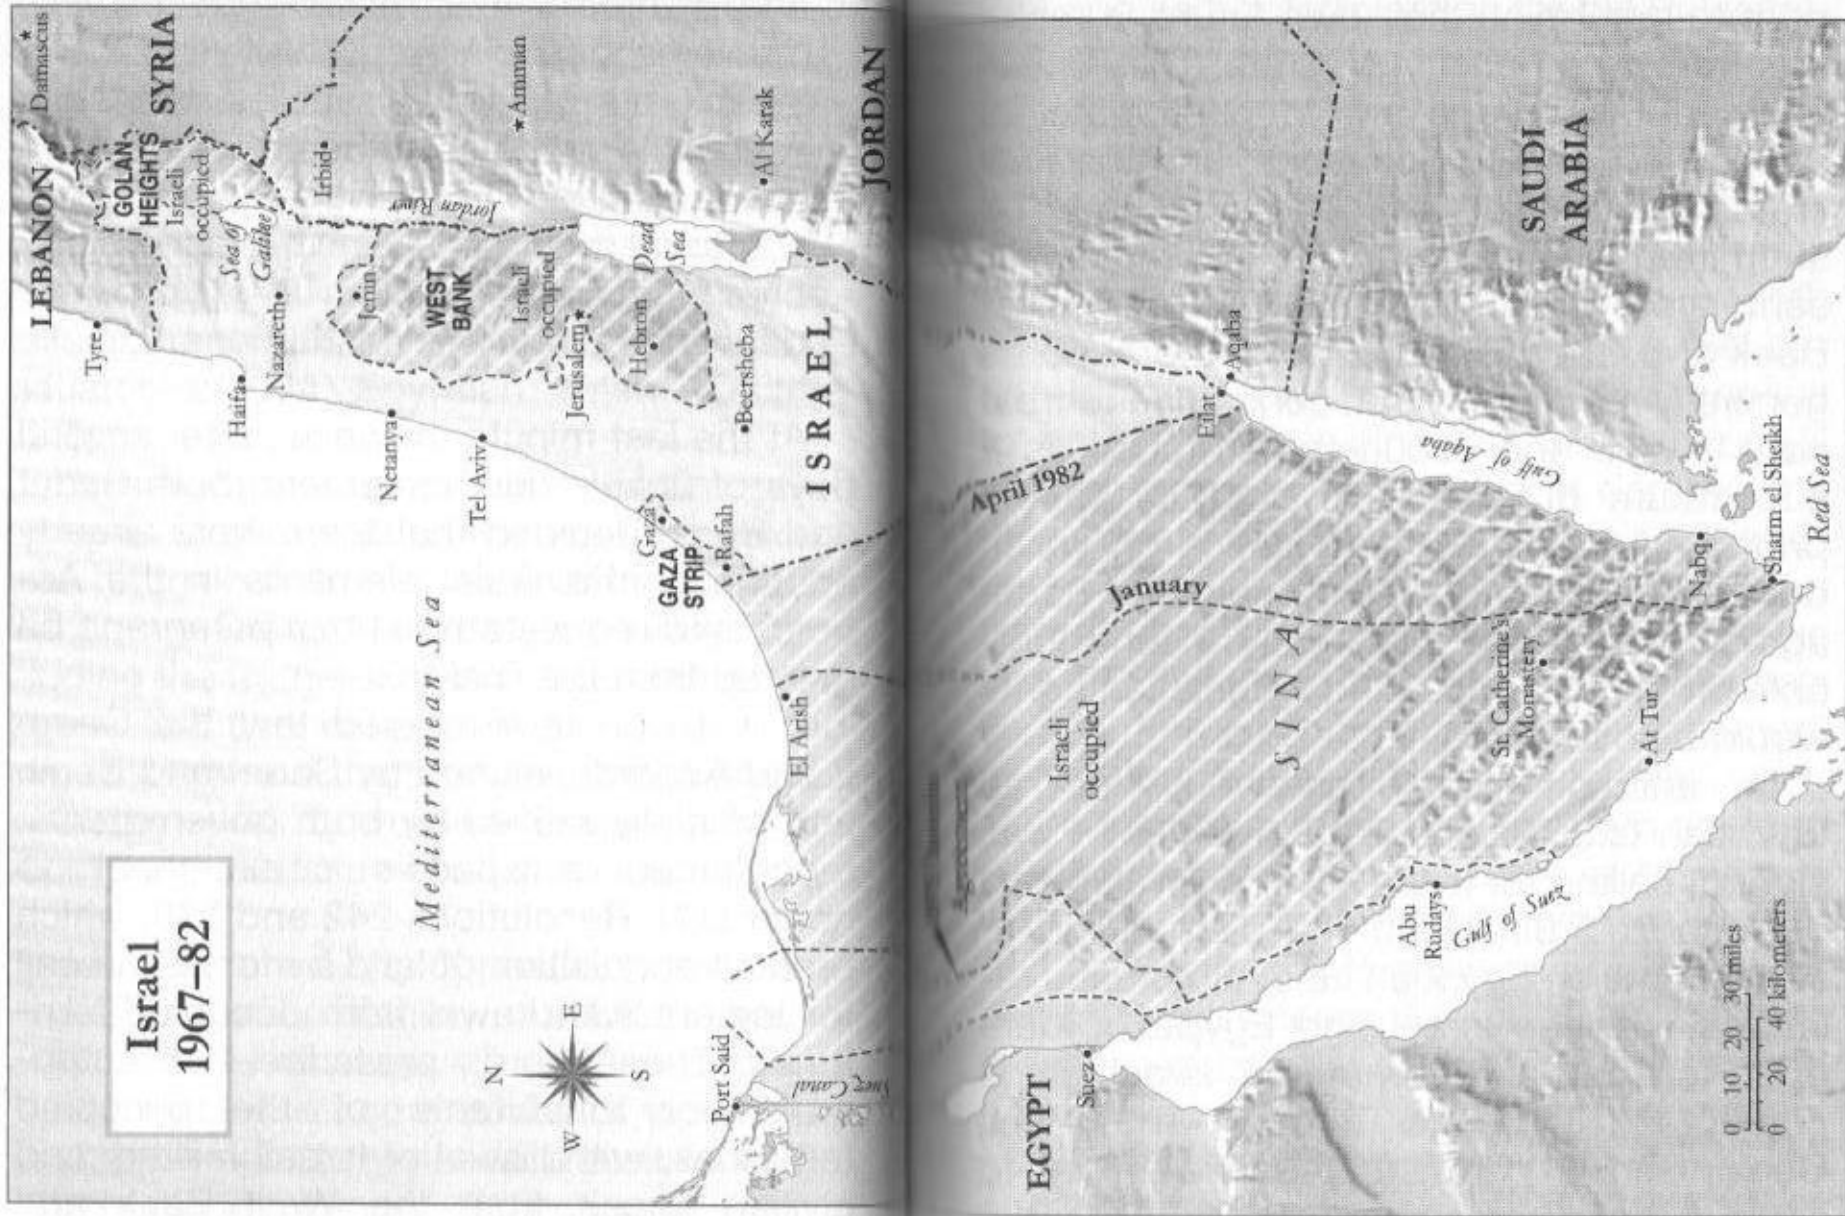 Israel
1967–82
LEBANON
Damascus
SYRIA
GOLAN
HEIGHTS
Israeli
occupied
Tyre
Sea of
Galilee
Haifa
Nazareth
Irbid
Jenin
Jordan River
Amman
WEST
BANK
Israeli
occupied
Netanya
Tel Aviv
Jerusalem
Hebron
Dead
Sea
Al Karak
Beersheba
JORDAN
ISRAEL
Gaza
GAZA
STRIP
Rafah
Mediterranean Sea
El Arish
N
E
S
W
Port Said
Suez Canal
April 1982
January
Israeli
occupied
Agreement
SINAI
Eilat
Aqaba
Gulf of Aqaba
SAUDI
ARABIA
EGYPT
Suez
Abu
Rudays
Gulf of Suez
St. Catherine's
Monastery
At Tur
Nabq
Sharm el Sheikh
Red Sea
0 10 20 30 miles
0 20 40 kilometers